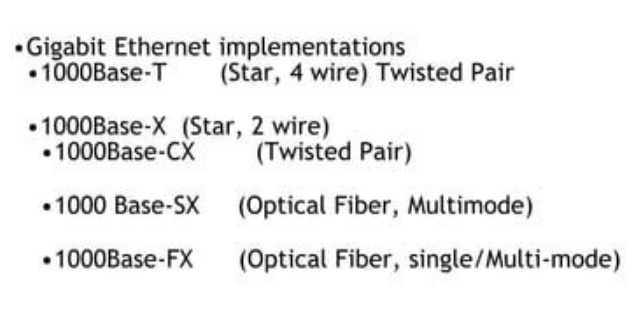 •Gigabit Ethernet implementations
•1000Base-T (Star, 4 wire) Twisted Pair
•1000Base-X (Star, 2 wire)
•1000Base-CX (Twisted Pair)
•1000 Base-SX (Optical Fiber, Multimode)
•1000Base-FX (Optical Fiber, single/Multi-mode)